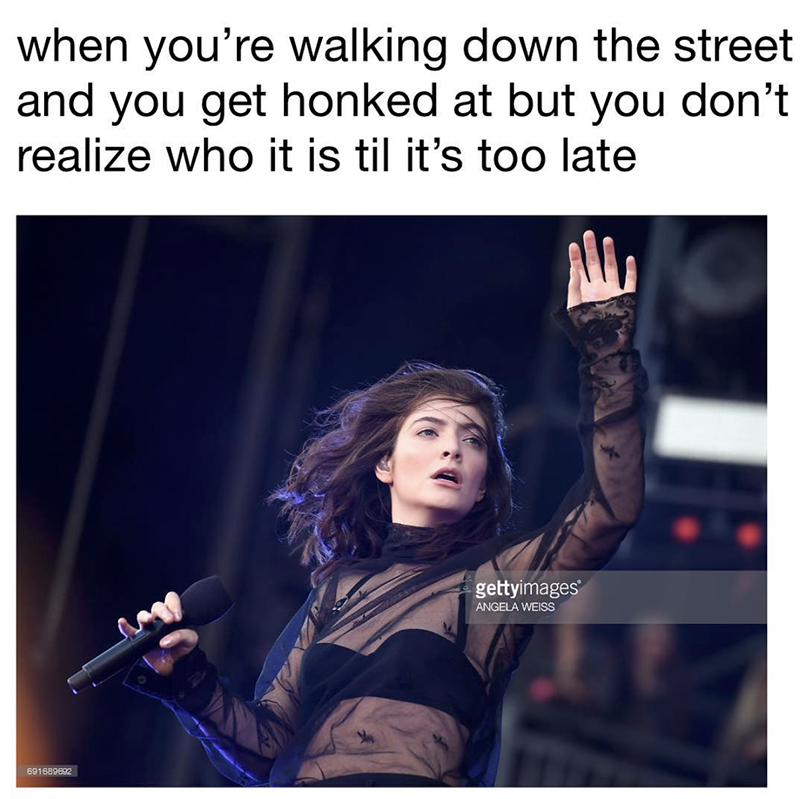 when you’re walking down the street
and you get honked at but you don’t
realize who it is til it’s too late
gettyimages®
ANGELA WEISS
691689692